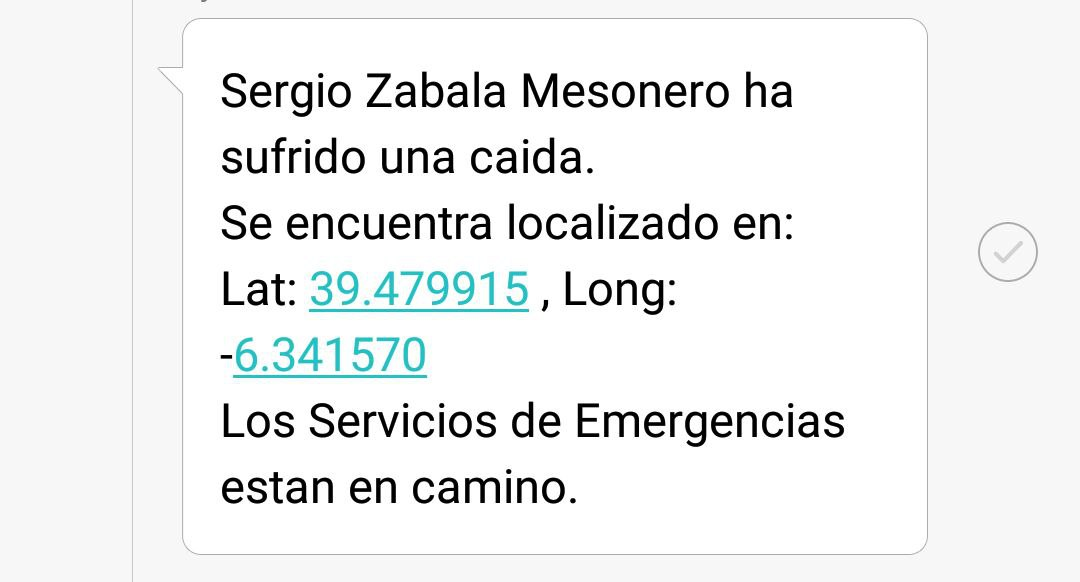 Sergio Zabala Mesonero ha
sufrido una caida.
Se encuentra localizado en:
Lat: 39.479915 , Long:
-6.341570
Los Servicios de Emergencias
estan en camino.